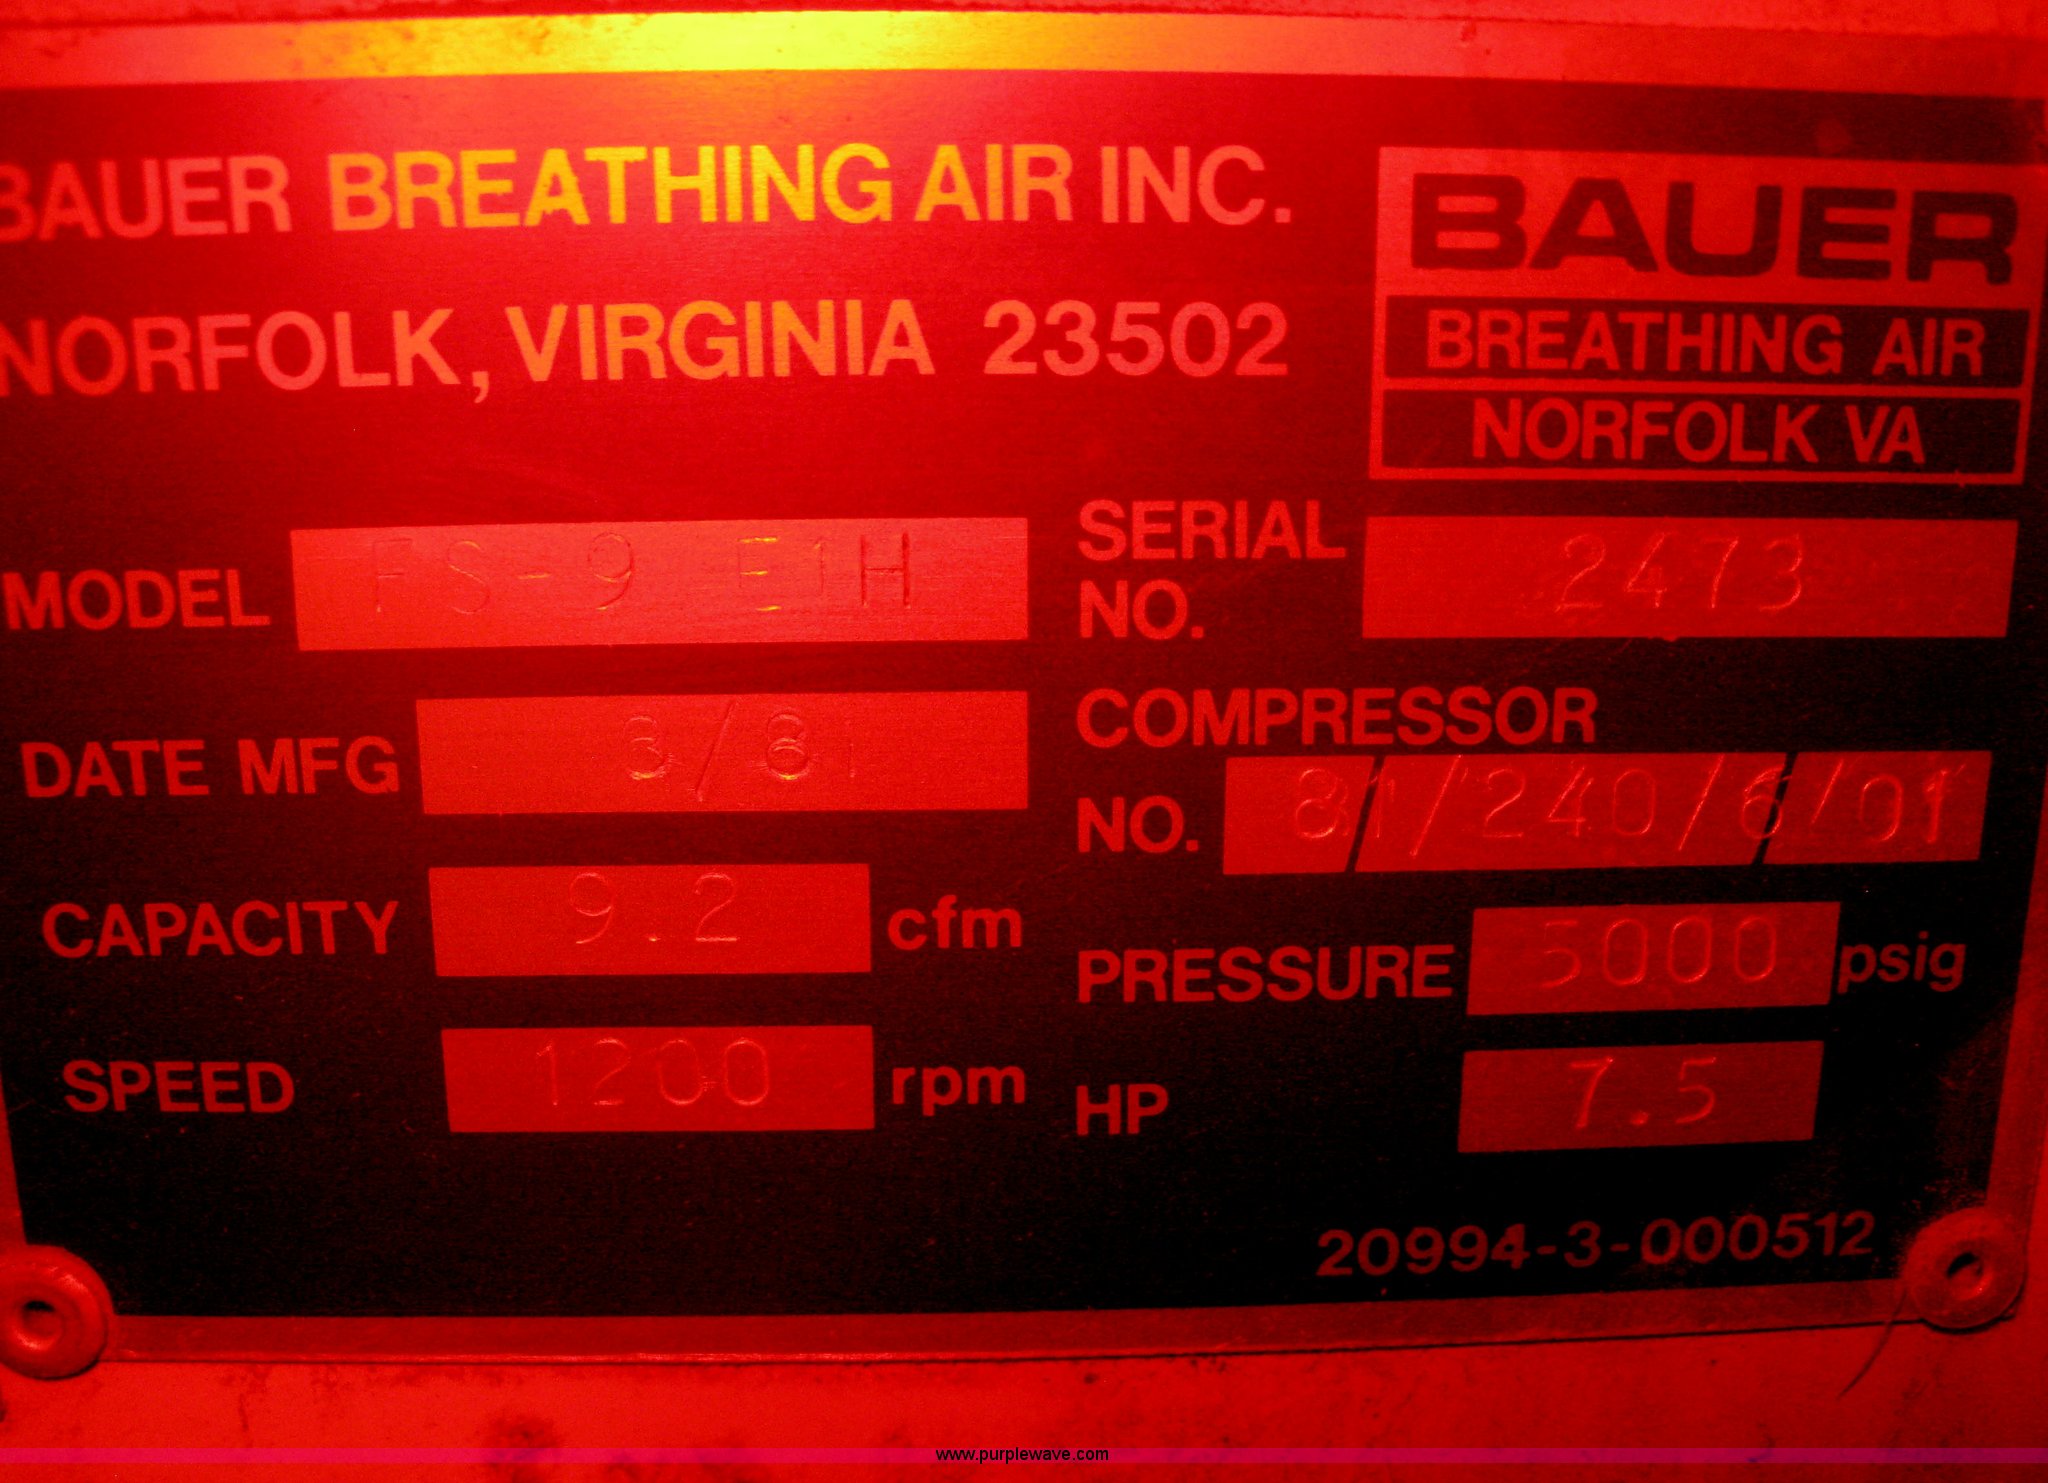 BAUER BREATHING AIR INC.
NORFOLK, VIRGINIA 23502
BAUER
BREATHING AIR
NORFOLK VA
MODEL FS-9 E1H
SERIAL NO. 2473
DATE MFG 3/81
COMPRESSOR
NO. 81/240/6/01
CAPACITY 9.2 cfm
PRESSURE 5000 psig
SPEED 1200 rpm
HP 7.5
20994-3-000512
www.purplewave.com